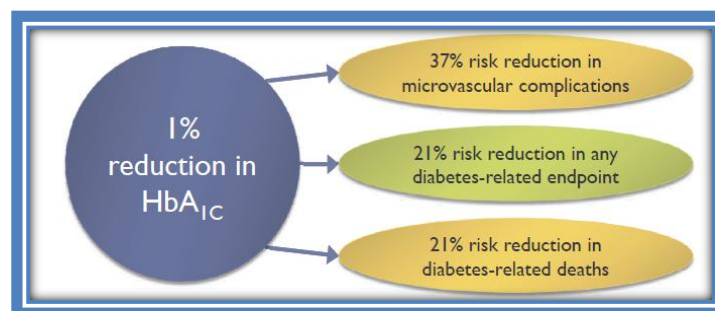 1%
reduction in
HbA1C
37% risk reduction in
microvascular complications
21% risk reduction in any
diabetes-related endpoint
21% risk reduction in
diabetes-related deaths